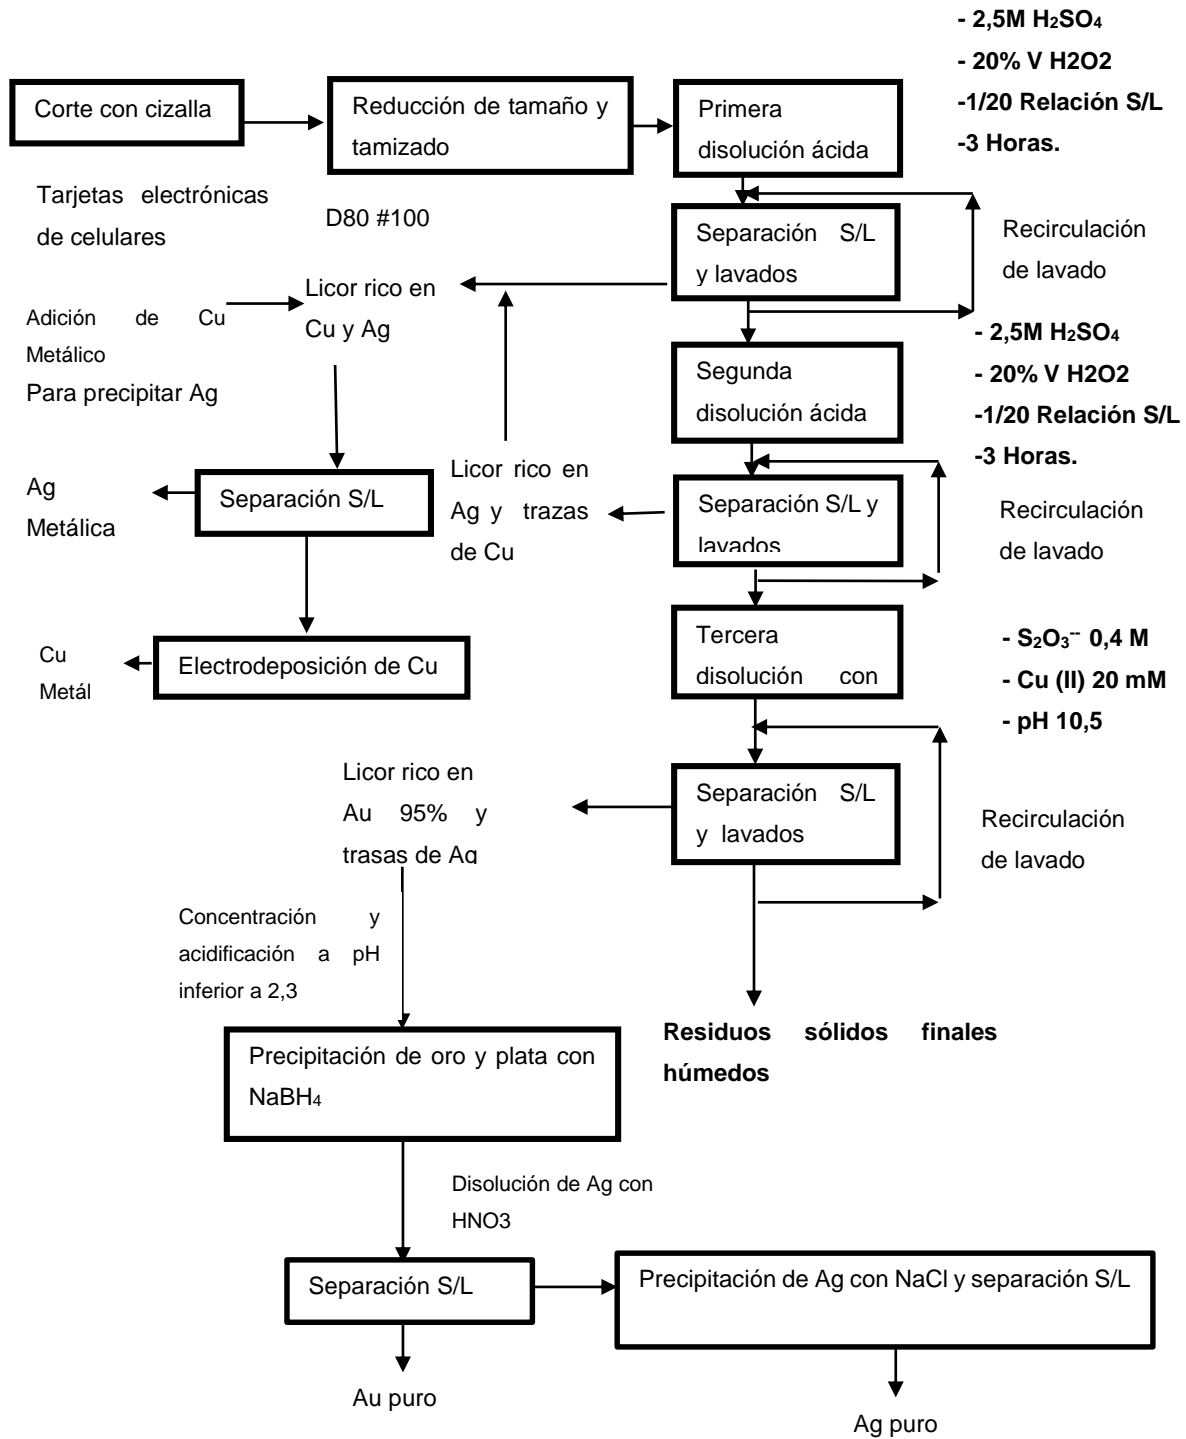 - 2,5M H₂SO₄
- 20% V H2O2
-1/20 Relación S/L
-3 Horas.
Corte con cizalla
Reducción de tamaño y
tamizado
Primera
disolución ácida
Tarjetas electrónicas
de celulares
D80 #100
Separación S/L
y lavados
Recirculación
de lavado
Adición de Cu
Metálico
Para precipitar Ag
Licor rico en
Cu y Ag
- 2,5M H₂SO₄
- 20% V H2O2
-1/20 Relación S/L
-3 Horas.
Segunda
disolución ácida
Ag
Metálica
Separación S/L
Licor rico en
Ag y trazas
de Cu
Separación S/L y
lavados
Recirculación
de lavado
Cu
Metál
Electrodeposición de Cu
Tercera
disolución con
- S₂O₃⁻⁻ 0,4 M
- Cu (II) 20 mM
- pH 10,5
Licor rico en
Au 95% y
trasas de Ag
Separación S/L
y lavados
Recirculación
de lavado
Concentración y
acidificación a pH
inferior a 2,3
Residuos sólidos finales
húmedos
Precipitación de oro y plata con
NaBH₄
Disolución de Ag con
HNO3
Separación S/L
Precipitación de Ag con NaCl y separación S/L
Au puro
Ag puro